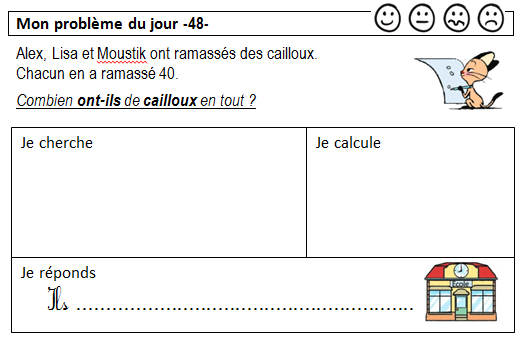 Mon problème du jour -48-
Alex, Lisa et Moustik ont ramassés des cailloux.
Chacun en a ramassé 40.
Combien ont-ils de cailloux en tout ?
Je cherche
Je calcule
Je réponds
Ecole
Ils ......................................................